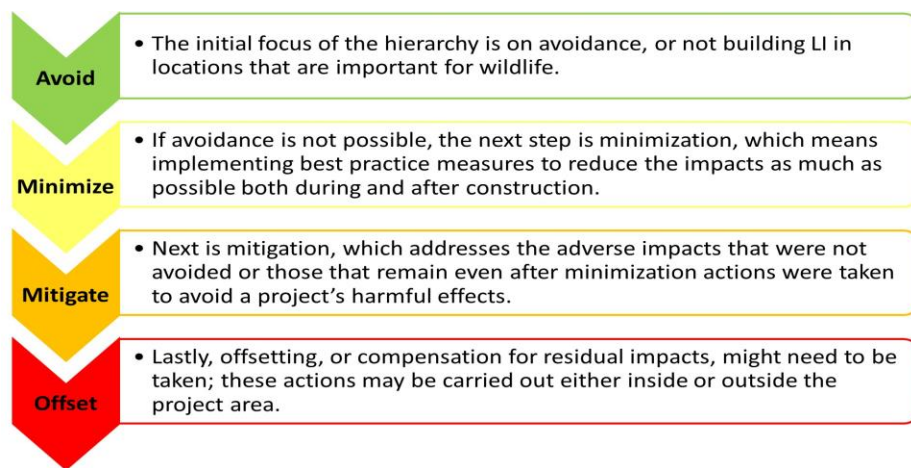 Avoid
• The initial focus of the hierarchy is on avoidance, or not building LI in
locations that are important for wildlife.
Minimize
• If avoidance is not possible, the next step is minimization, which means
implementing best practice measures to reduce the impacts as much as
possible both during and after construction.
Mitigate
• Next is mitigation, which addresses the adverse impacts that were not
avoided or those that remain even after minimization actions were taken
to avoid a project's harmful effects.
Offset
• Lastly, offsetting, or compensation for residual impacts, might need to be
taken; these actions may be carried out either inside or outside the
project area.